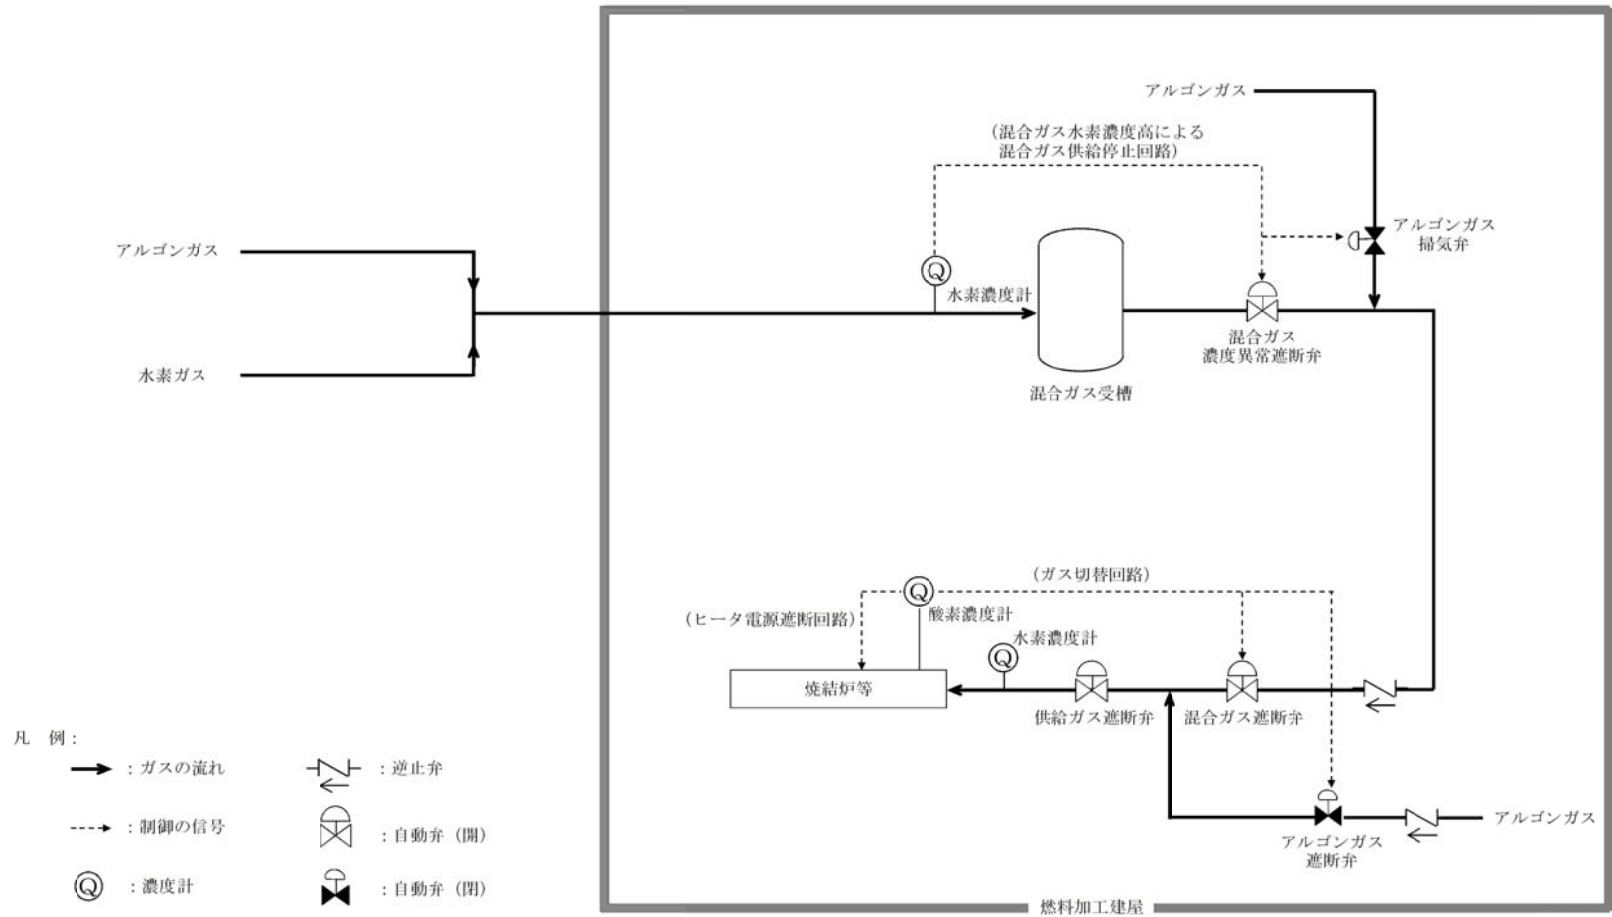 アルゴンガス
(混合ガス水素濃度高による
混合ガス供給停止回路)
アルゴンガス
掃気弁
アルゴンガス
Q
水素濃度計
混合ガス
濃度異常遮断弁
水素ガス
混合ガス受槽
(ガス切替回路)
Q
酸素濃度計
(ヒータ電源遮断回路)
水素濃度計
Q
焼結炉等
供給ガス遮断弁
混合ガス遮断弁
アルゴンガス
アルゴンガス
遮断弁
凡 例:
:ガスの流れ
:逆止弁
:制御の信号
:自動弁(開)
Q
:濃度計
:自動弁(閉)
燃料加工建屋